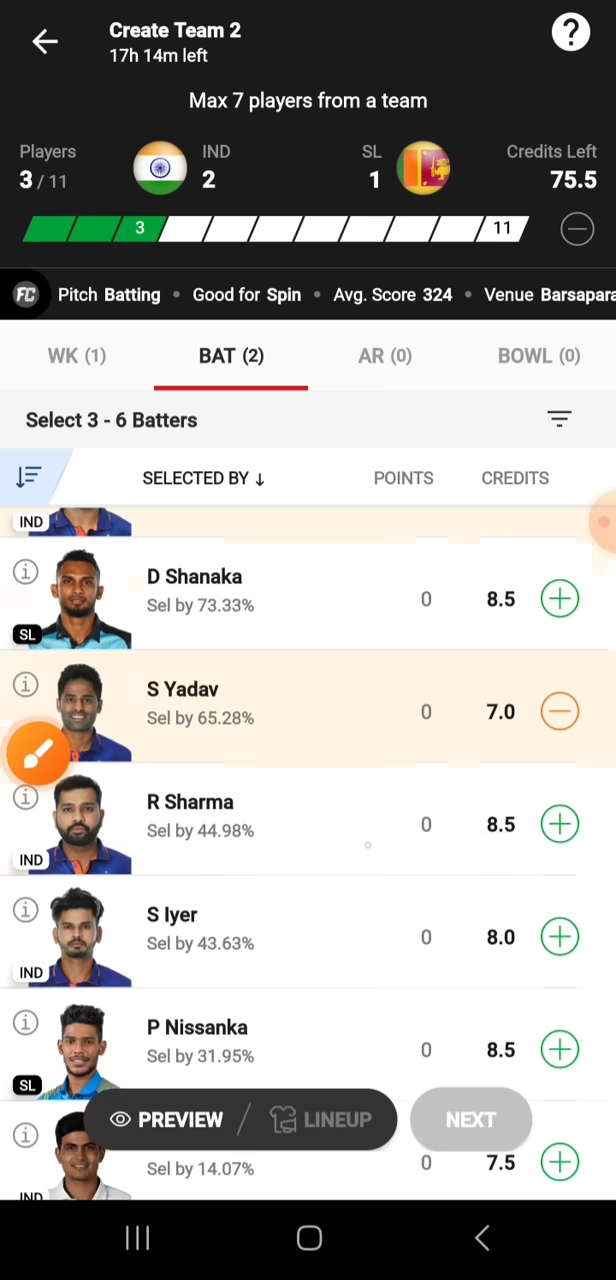 Create Team 2
17h 14m left
?
Max 7 players from a team
Players IND SL Credits Left
3 / 11 2 1 75.5
3 11
FC Pitch Batting • Good for Spin • Avg. Score 324 • Venue Barsapara
WK (1) BAT (2) AR (0) BOWL (0)
Select 3 - 6 Batters
SELECTED BY ↓ POINTS CREDITS
IND
D Shanaka
Sel by 73.33% 0 8.5
SL
S Yadav
Sel by 65.28% 0 7.0
R Sharma
Sel by 44.98% 0 8.5
IND
S Iyer
Sel by 43.63% 0 8.0
IND
P Nissanka
Sel by 31.95% 0 8.5
SL
PREVIEW / LINEUP NEXT
Sel by 14.07% 0 7.5
IND